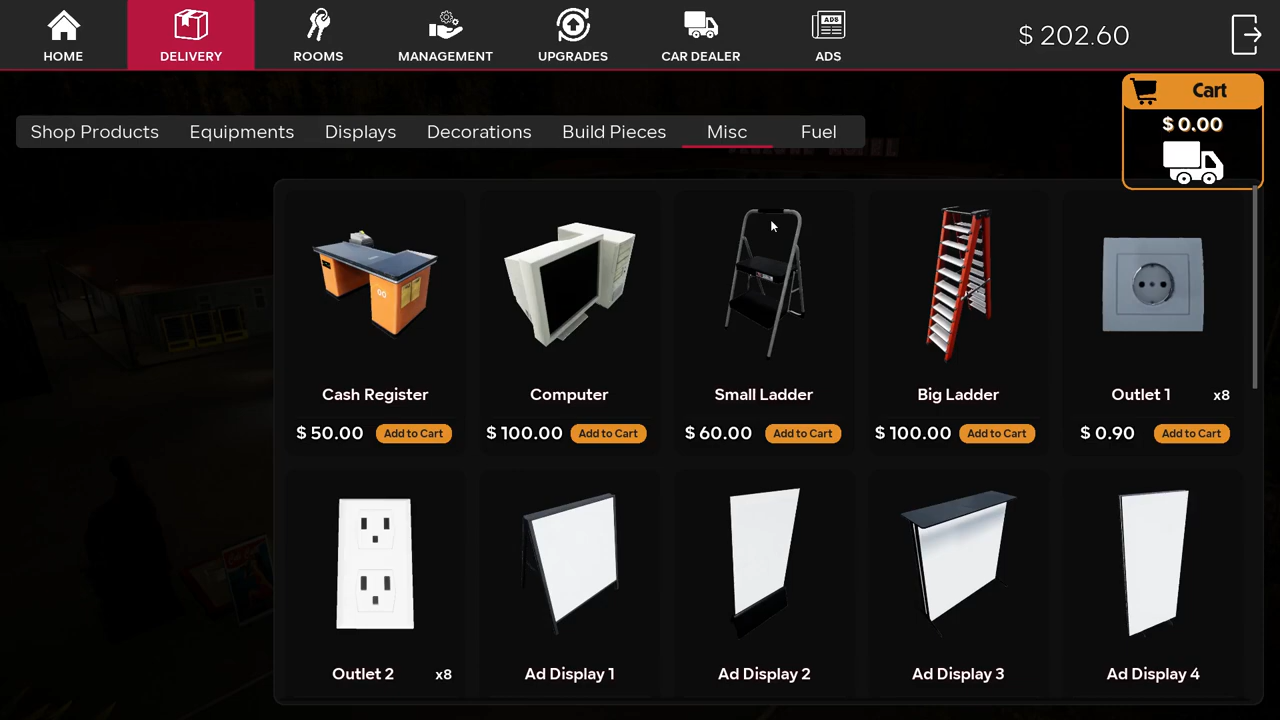 HOME
DELIVERY
ROOMS
MANAGEMENT
UPGRADES
CAR DEALER
ADS
ADS
$ 202.60
Cart
$ 0.00
Shop Products
Equipments
Displays
Decorations
Build Pieces
Misc
Fuel
Cash Register
Computer
Small Ladder
Big Ladder
Outlet 1 x8
$ 50.00 Add to Cart
$ 100.00 Add to Cart
$ 60.00 Add to Cart
$ 100.00 Add to Cart
$ 0.90 Add to Cart
Outlet 2 x8
Ad Display 1
Ad Display 2
Ad Display 3
Ad Display 4